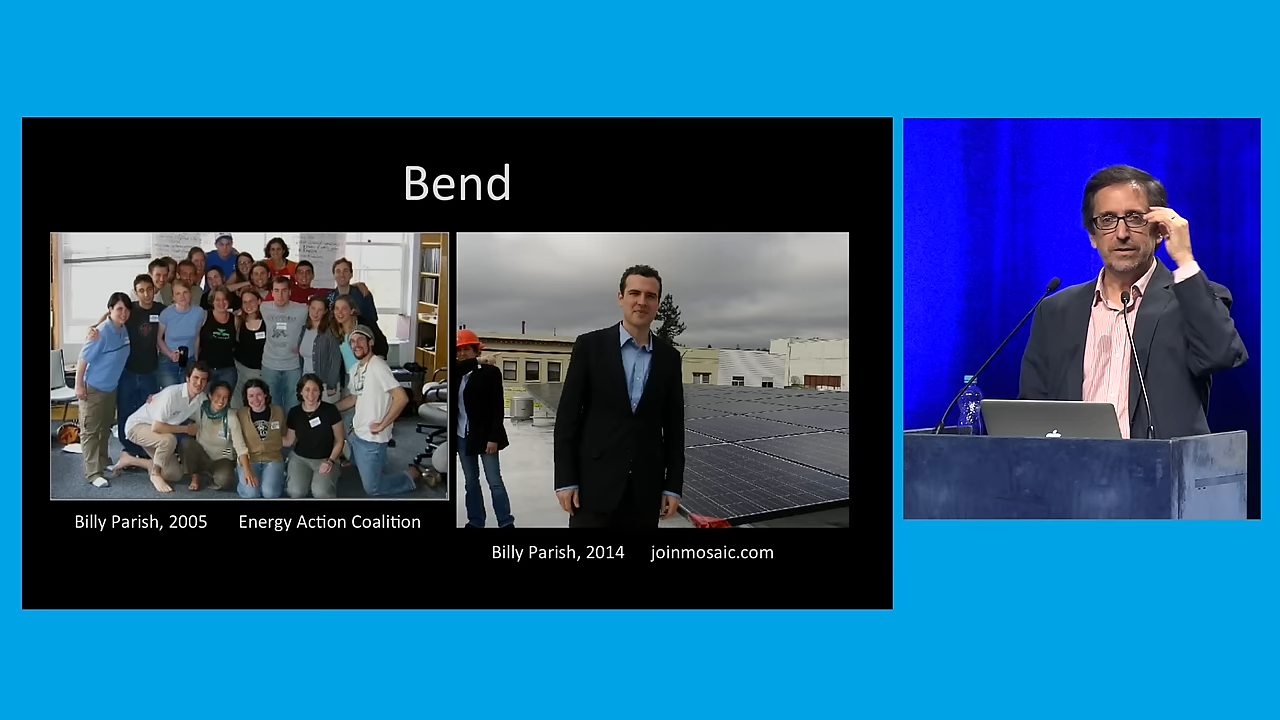 Bend
Billy Parish, 2005 Energy Action Coalition
Billy Parish, 2014 joinmosaic.com